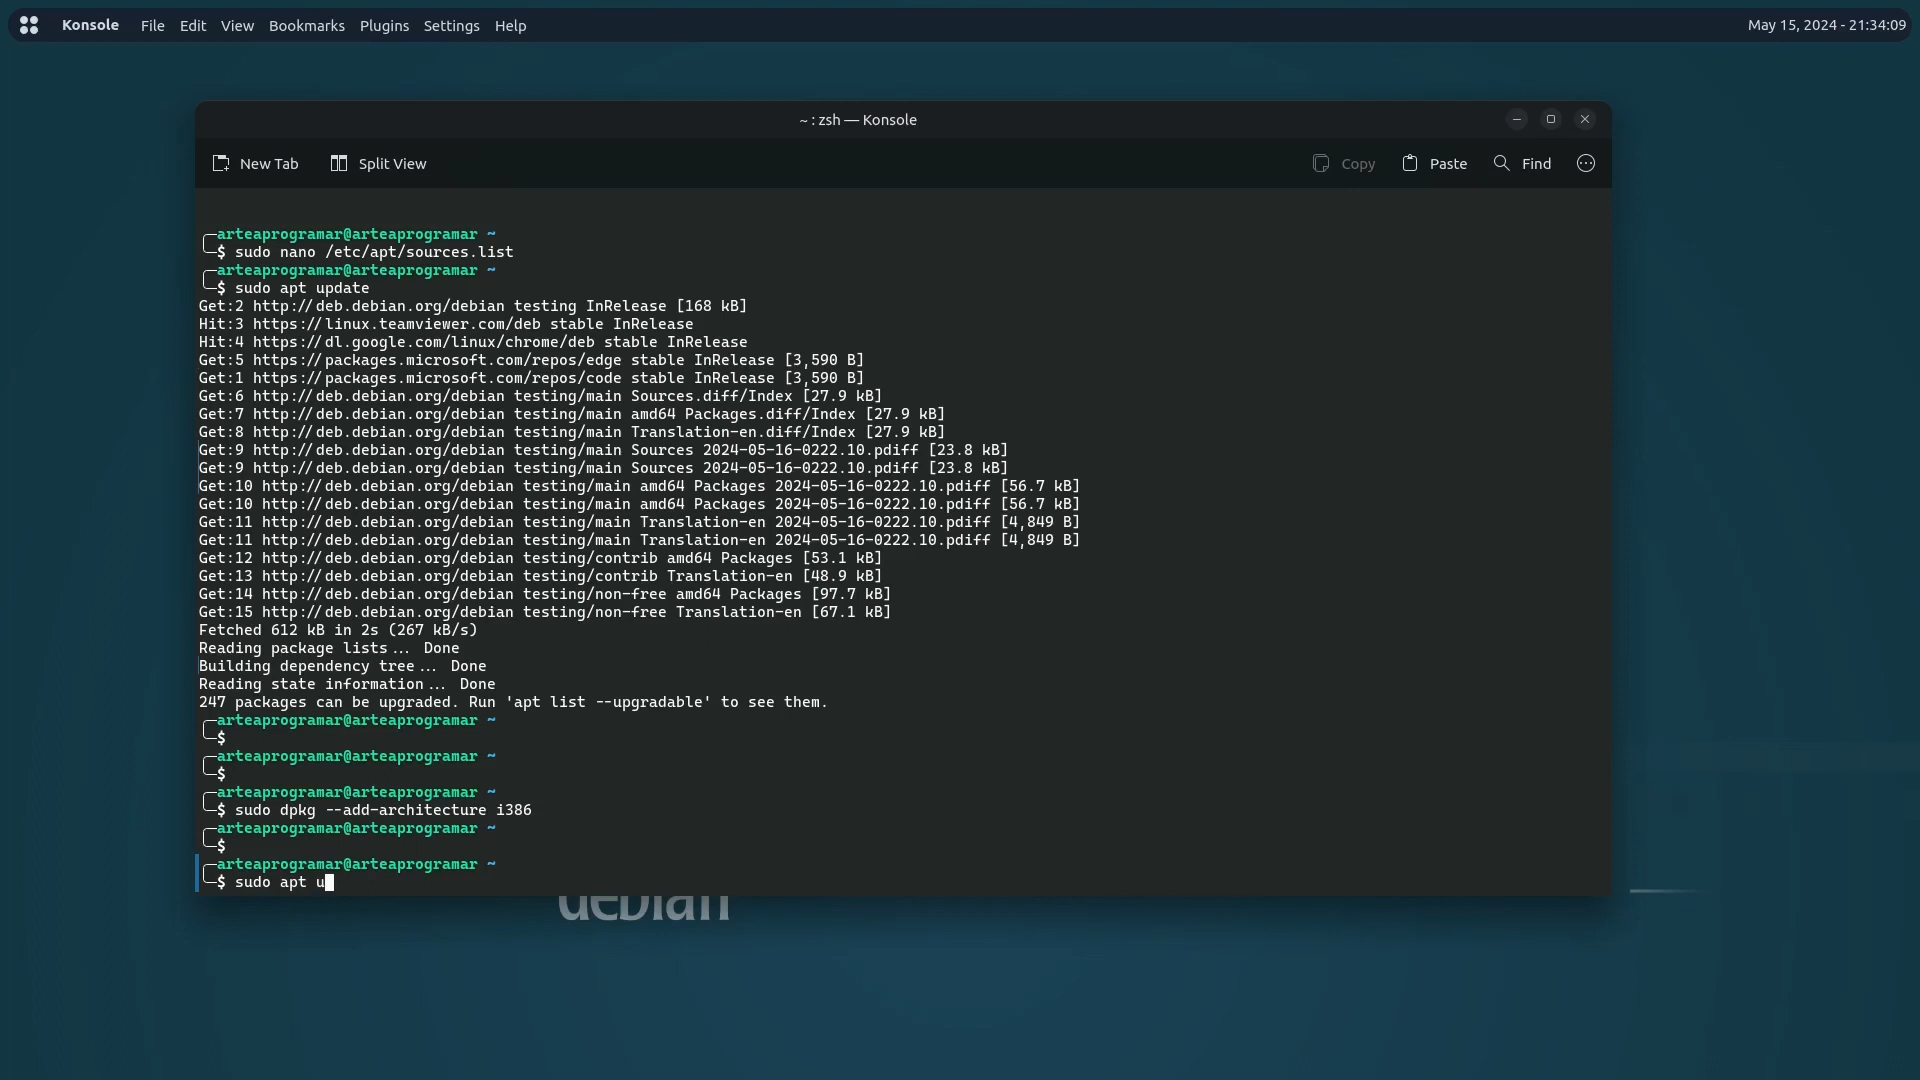 Konsole File Edit View Bookmarks Plugins Settings Help May 15, 2024 - 21:34:09
~ : zsh — Konsole
New Tab Split View Copy Paste Find
arteaprogramar@arteaprogramar ~
$ sudo nano /etc/apt/sources.list
arteaprogramar@arteaprogramar ~
$ sudo apt update
Get:2 http://deb.debian.org/debian testing InRelease [168 kB]
Hit:3 https://linux.teamviewer.com/deb stable InRelease
Hit:4 https://dl.google.com/linux/chrome/deb stable InRelease
Get:5 https://packages.microsoft.com/repos/edge stable InRelease [3,590 B]
Get:1 https://packages.microsoft.com/repos/code stable InRelease [3,590 B]
Get:6 http://deb.debian.org/debian testing/main Sources.diff/Index [27.9 kB]
Get:7 http://deb.debian.org/debian testing/main amd64 Packages.diff/Index [27.9 kB]
Get:8 http://deb.debian.org/debian testing/main Translation-en.diff/Index [27.9 kB]
Get:9 http://deb.debian.org/debian testing/main Sources 2024-05-16-0222.10.pdiff [23.8 kB]
Get:9 http://deb.debian.org/debian testing/main Sources 2024-05-16-0222.10.pdiff [23.8 kB]
Get:10 http://deb.debian.org/debian testing/main amd64 Packages 2024-05-16-0222.10.pdiff [56.7 kB]
Get:10 http://deb.debian.org/debian testing/main amd64 Packages 2024-05-16-0222.10.pdiff [56.7 kB]
Get:11 http://deb.debian.org/debian testing/main Translation-en 2024-05-16-0222.10.pdiff [4,849 B]
Get:11 http://deb.debian.org/debian testing/main Translation-en 2024-05-16-0222.10.pdiff [4,849 B]
Get:12 http://deb.debian.org/debian testing/contrib amd64 Packages [53.1 kB]
Get:13 http://deb.debian.org/debian testing/contrib Translation-en [48.9 kB]
Get:14 http://deb.debian.org/debian testing/non-free amd64 Packages [97.7 kB]
Get:15 http://deb.debian.org/debian testing/non-free Translation-en [67.1 kB]
Fetched 612 kB in 2s (267 kB/s)
Reading package lists... Done
Building dependency tree... Done
Reading state information... Done
247 packages can be upgraded. Run 'apt list --upgradable' to see them.
arteaprogramar@arteaprogramar ~
$
arteaprogramar@arteaprogramar ~
$
arteaprogramar@arteaprogramar ~
$ sudo dpkg --add-architecture i386
arteaprogramar@arteaprogramar ~
$
arteaprogramar@arteaprogramar ~
$ sudo apt u
debian